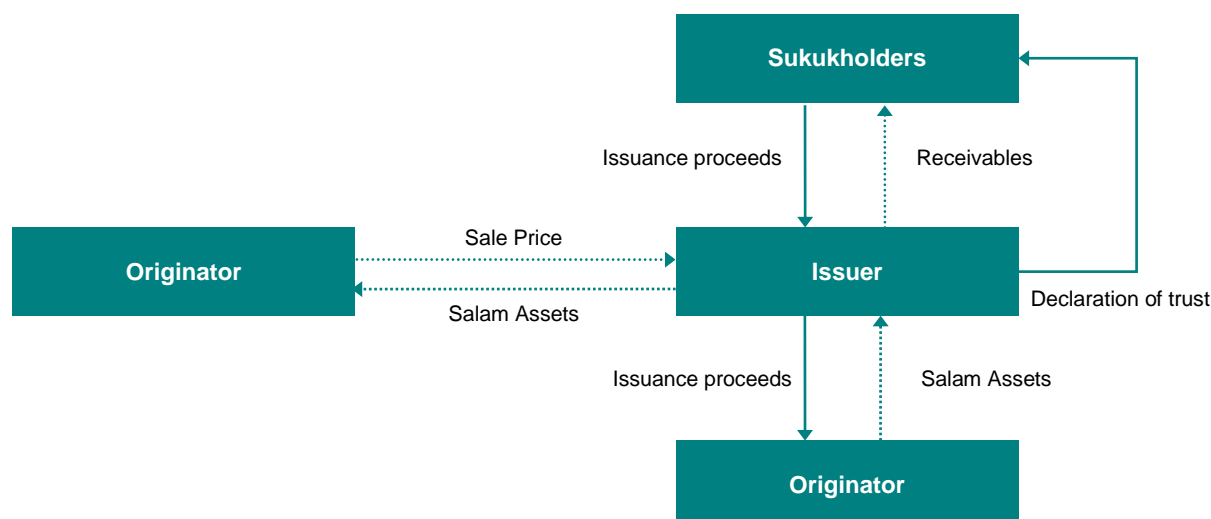 Sukukholders
Issuance proceeds
Receivables
Sale Price
Originator
Issuer
Salam Assets
Declaration of trust
Issuance proceeds
Salam Assets
Originator